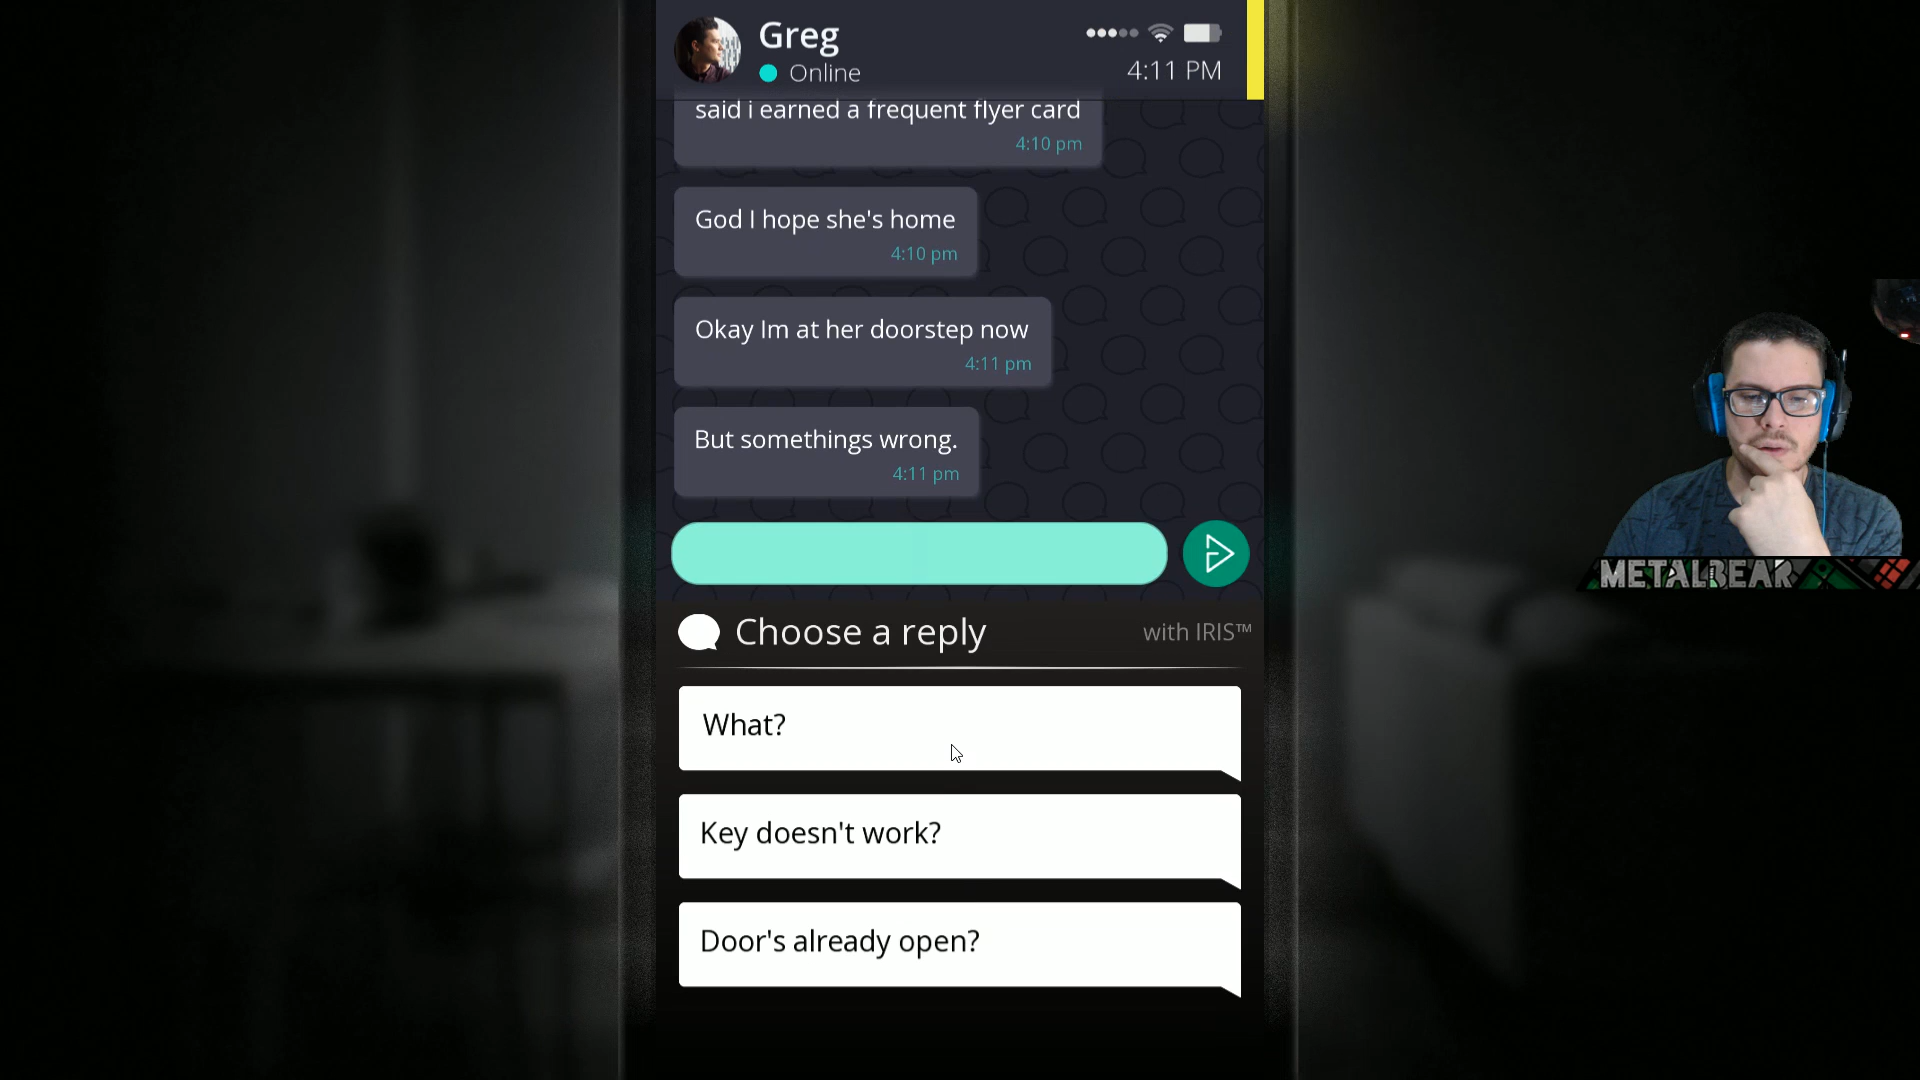 Greg
Online
4:11 PM
said i earned a frequent flyer card
4:10 pm
God I hope she's home
4:10 pm
Okay Im at her doorstep now
4:11 pm
But somethings wrong.
4:11 pm
Choose a reply
with IRIS™
What?
Key doesn't work?
Door's already open?
METALBEAR